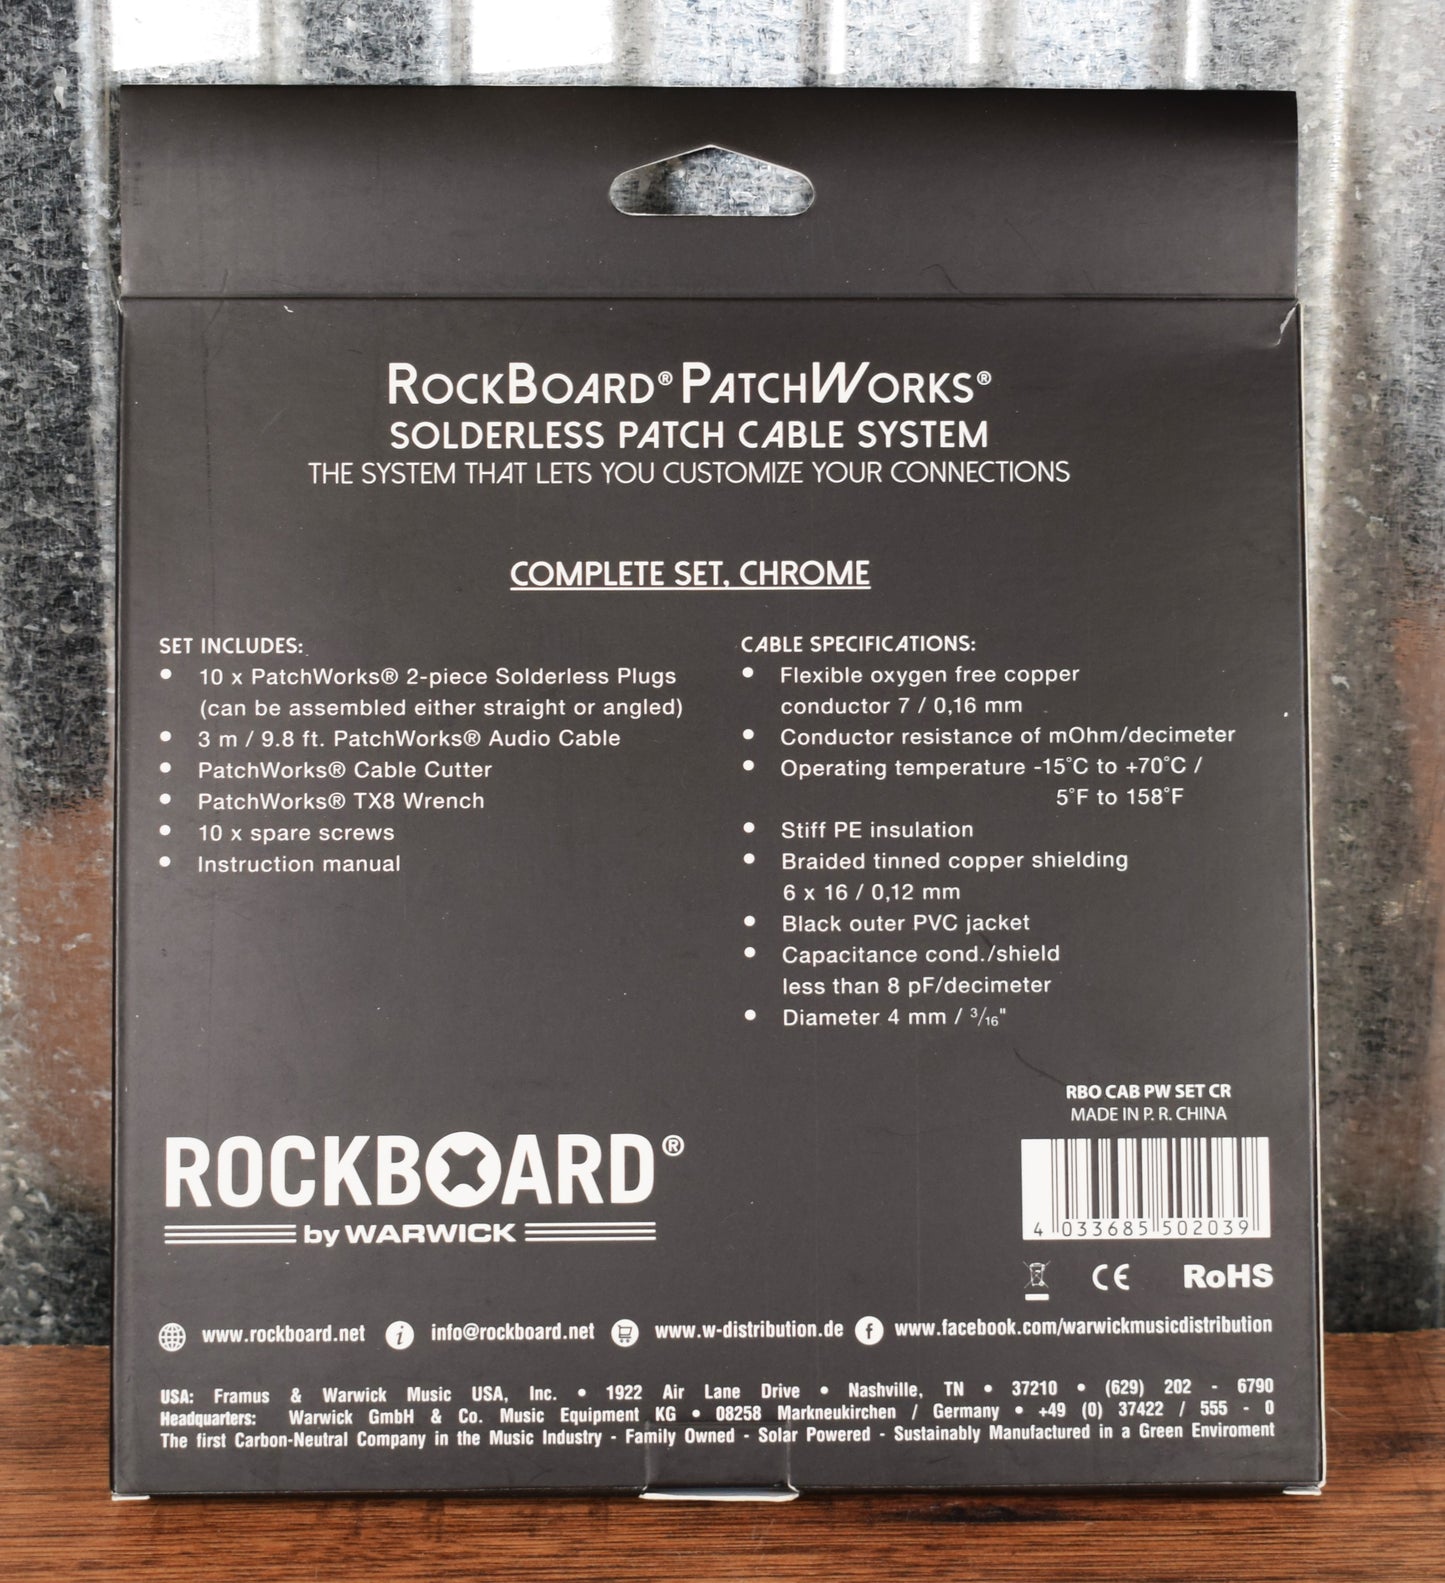 ROCKBOARD® PATCHWORKS®
SOLDERLESS PATCH CABLE SYSTEM
THE SYSTEM THAT LETS YOU CUSTOMIZE YOUR CONNECTIONS
COMPLETE SET, CHROME
SET INCLUDES:
• 10 x PatchWorks® 2-piece Solderless Plugs
(can be assembled either straight or angled)
• 3 m / 9.8 ft. PatchWorks® Audio Cable
• PatchWorks® Cable Cutter
• PatchWorks® TX8 Wrench
• 10 x spare screws
• Instruction manual
CABLE SPECIFICATIONS:
• Flexible oxygen free copper
conductor 7 / 0,16 mm
• Conductor resistance of mOhm/decimeter
• Operating temperature -15°C to +70°C /
5°F to 158°F
• Stiff PE insulation
• Braided tinned copper shielding
6 x 16 / 0,12 mm
• Black outer PVC jacket
• Capacitance cond./shield
less than 8 pF/decimeter
• Diameter 4 mm / 3/16"
RBO CAB PW SET CR
MADE IN P. R. CHINA
4 033685 502039
CE RoHS
ROCKBOARD®
by WARWICK
www.rockboard.net i info@rockboard.net www.w-distribution.de f www.facebook.com/warwickmusicdistribution
USA: Framus & Warwick Music USA, Inc. • 1922 Air Lane Drive • Nashville, TN • 37210 • (629) 202 - 6790
Headquarters: Warwick GmbH & Co. Music Equipment KG • 08258 Markneukirchen / Germany • +49 (0) 37422 / 555 - 0
The first Carbon-Neutral Company in the Music Industry - Family Owned - Solar Powered - Sustainably Manufactured in a Green Enviroment